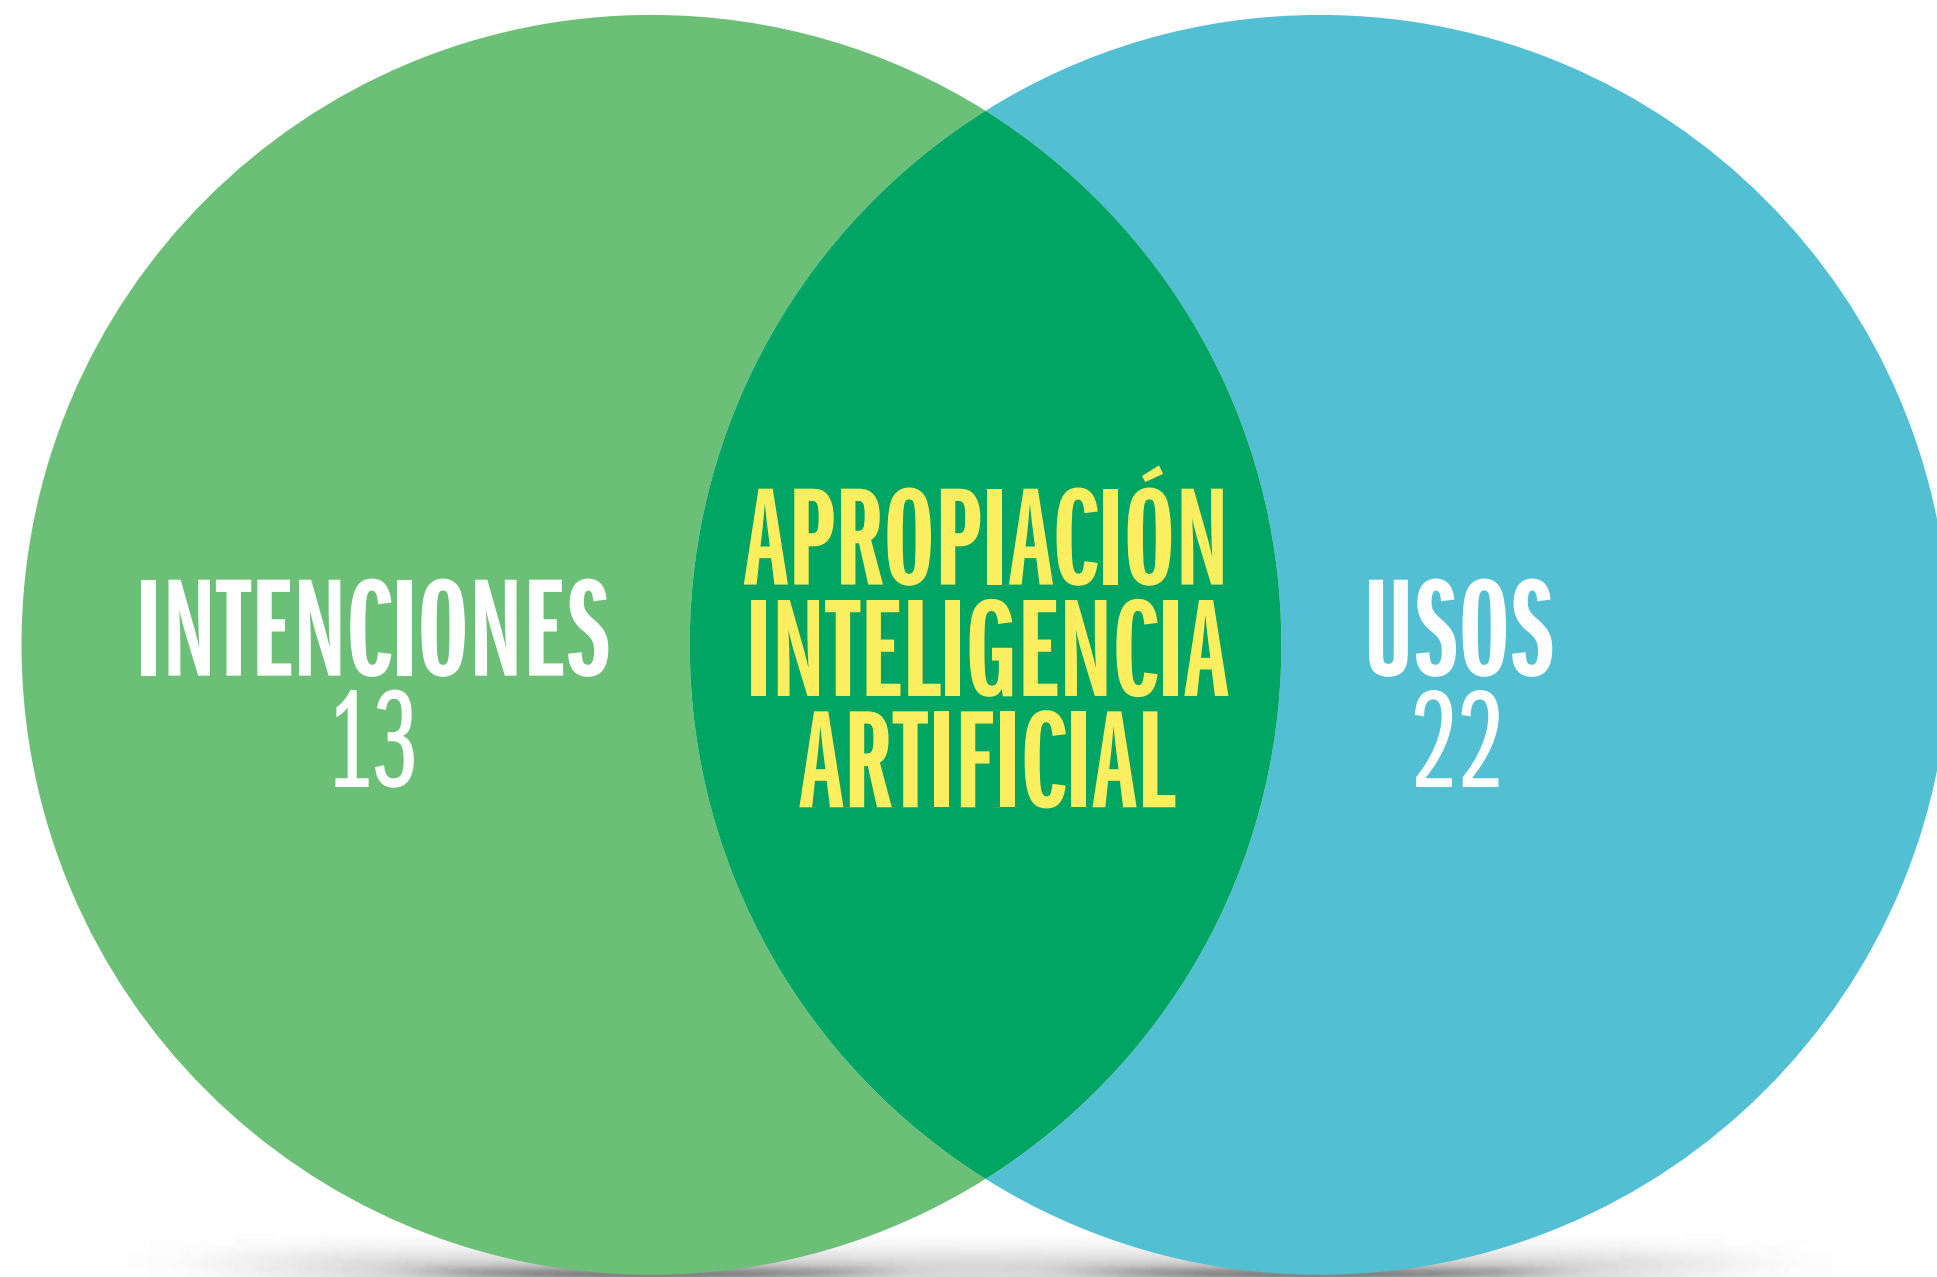 INTENCIONES
13
APROPIACIÓN
INTELIGENCIA
ARTIFICIAL
USOS
22